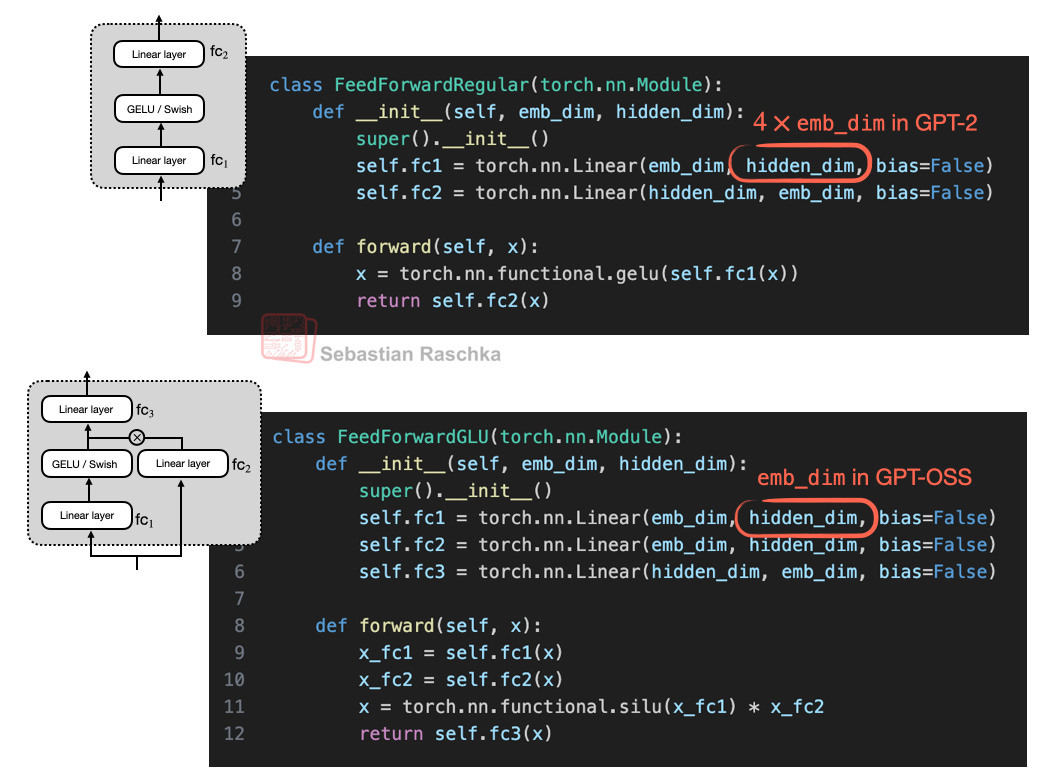 Linear layer fc2
GELU / Swish
Linear layer fc1
class FeedForwardRegular(torch.nn.Module):
def __init__(self, emb_dim, hidden_dim):
4 × emb_dim in GPT-2
super().__init__()
self.fc1 = torch.nn.Linear(emb_dim, hidden_dim, bias=False)
5 self.fc2 = torch.nn.Linear(hidden_dim, emb_dim, bias=False)
6
7 def forward(self, x):
8 x = torch.nn.functional.gelu(self.fc1(x))
9 return self.fc2(x)
Sebastian Raschka
Linear layer fc3
GELU / Swish
Linear layer fc2
Linear layer fc1
class FeedForwardGLU(torch.nn.Module):
def __init__(self, emb_dim, hidden_dim):
emb_dim in GPT-OSS
super().__init__()
self.fc1 = torch.nn.Linear(emb_dim, hidden_dim, bias=False)
5 self.fc2 = torch.nn.Linear(emb_dim, hidden_dim, bias=False)
6 self.fc3 = torch.nn.Linear(hidden_dim, emb_dim, bias=False)
7
8 def forward(self, x):
9 x_fc1 = self.fc1(x)
10 x_fc2 = self.fc2(x)
11 x = torch.nn.functional.silu(x_fc1) * x_fc2
12 return self.fc3(x)